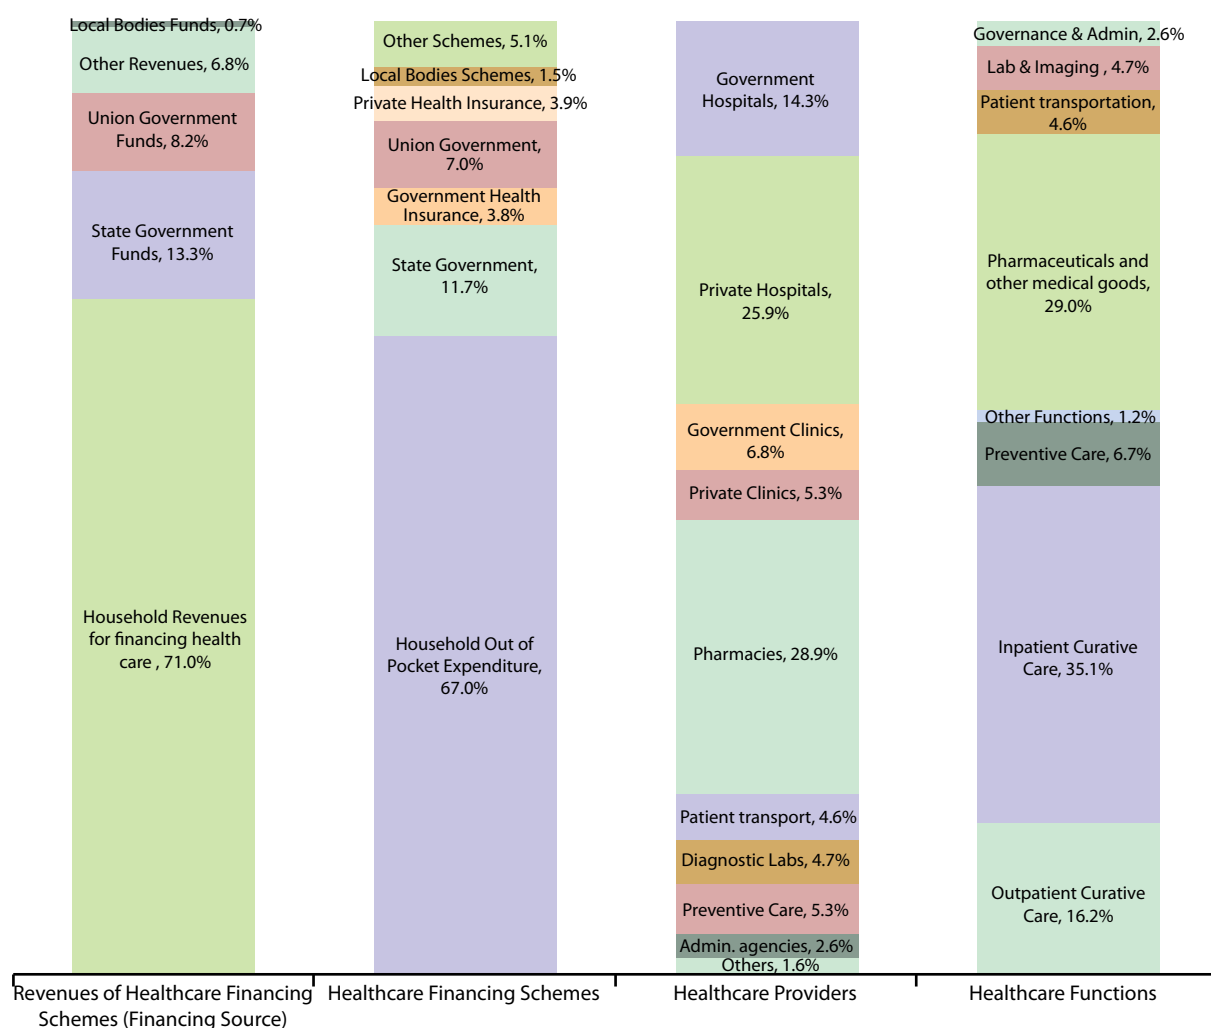 Local Bodies Funds, 0.7%
Other Revenues, 6.8%
Union Government
Funds, 8.2%
State Government
Funds, 13.3%
Household Revenues
for financing health
care , 71.0%
Revenues of Healthcare Financing
Schemes (Financing Source)
Other Schemes, 5.1%
Local Bodies Schemes, 1.5%
Private Health Insurance, 3.9%
Union Government,
7.0%
Government Health
Insurance, 3.8%
State Government,
11.7%
Household Out of
Pocket Expenditure,
67.0%
Healthcare Financing Schemes
Government
Hospitals, 14.3%
Private Hospitals,
25.9%
Government Clinics,
6.8%
Private Clinics, 5.3%
Pharmacies, 28.9%
Patient transport, 4.6%
Diagnostic Labs, 4.7%
Preventive Care, 5.3%
Admin. agencies, 2.6%
Others, 1.6%
Healthcare Providers
Governance & Admin, 2.6%
Lab & Imaging , 4.7%
Patient transportation,
4.6%
Pharmaceuticals and
other medical goods,
29.0%
Other Functions, 1.2%
Preventive Care, 6.7%
Inpatient Curative
Care, 35.1%
Outpatient Curative
Care, 16.2%
Healthcare Functions